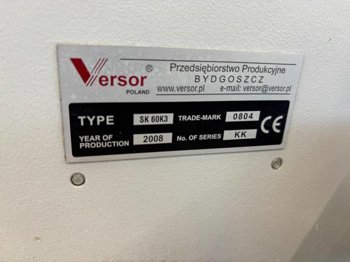 Versor
POLAND
Przedsiębiorstwo Produkcyjne
BYDGOSZCZ
www.versor.pl e-mail: versor@versor.pl
TYPE SK 60K3 TRADE-MARK 0804
YEAR OF PRODUCTION 2008 No. OF SERIES KK CE